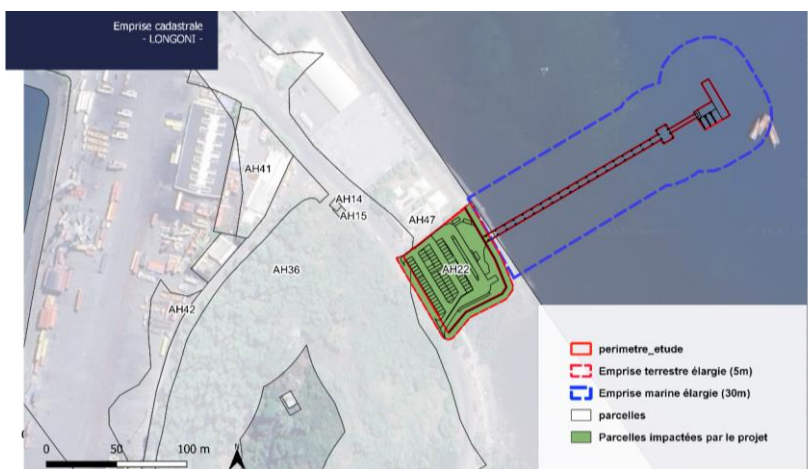 Emprise cadastrale
- LONGONI -
AH41
AH14
AH15
AH47
AH36
AH22
AH42
perimetre_etude
Emprise terrestre élargie (5m)
Emprise marine élargie (30m)
parcelles
Parcelles impactées par le projet
0 50 100 m
N